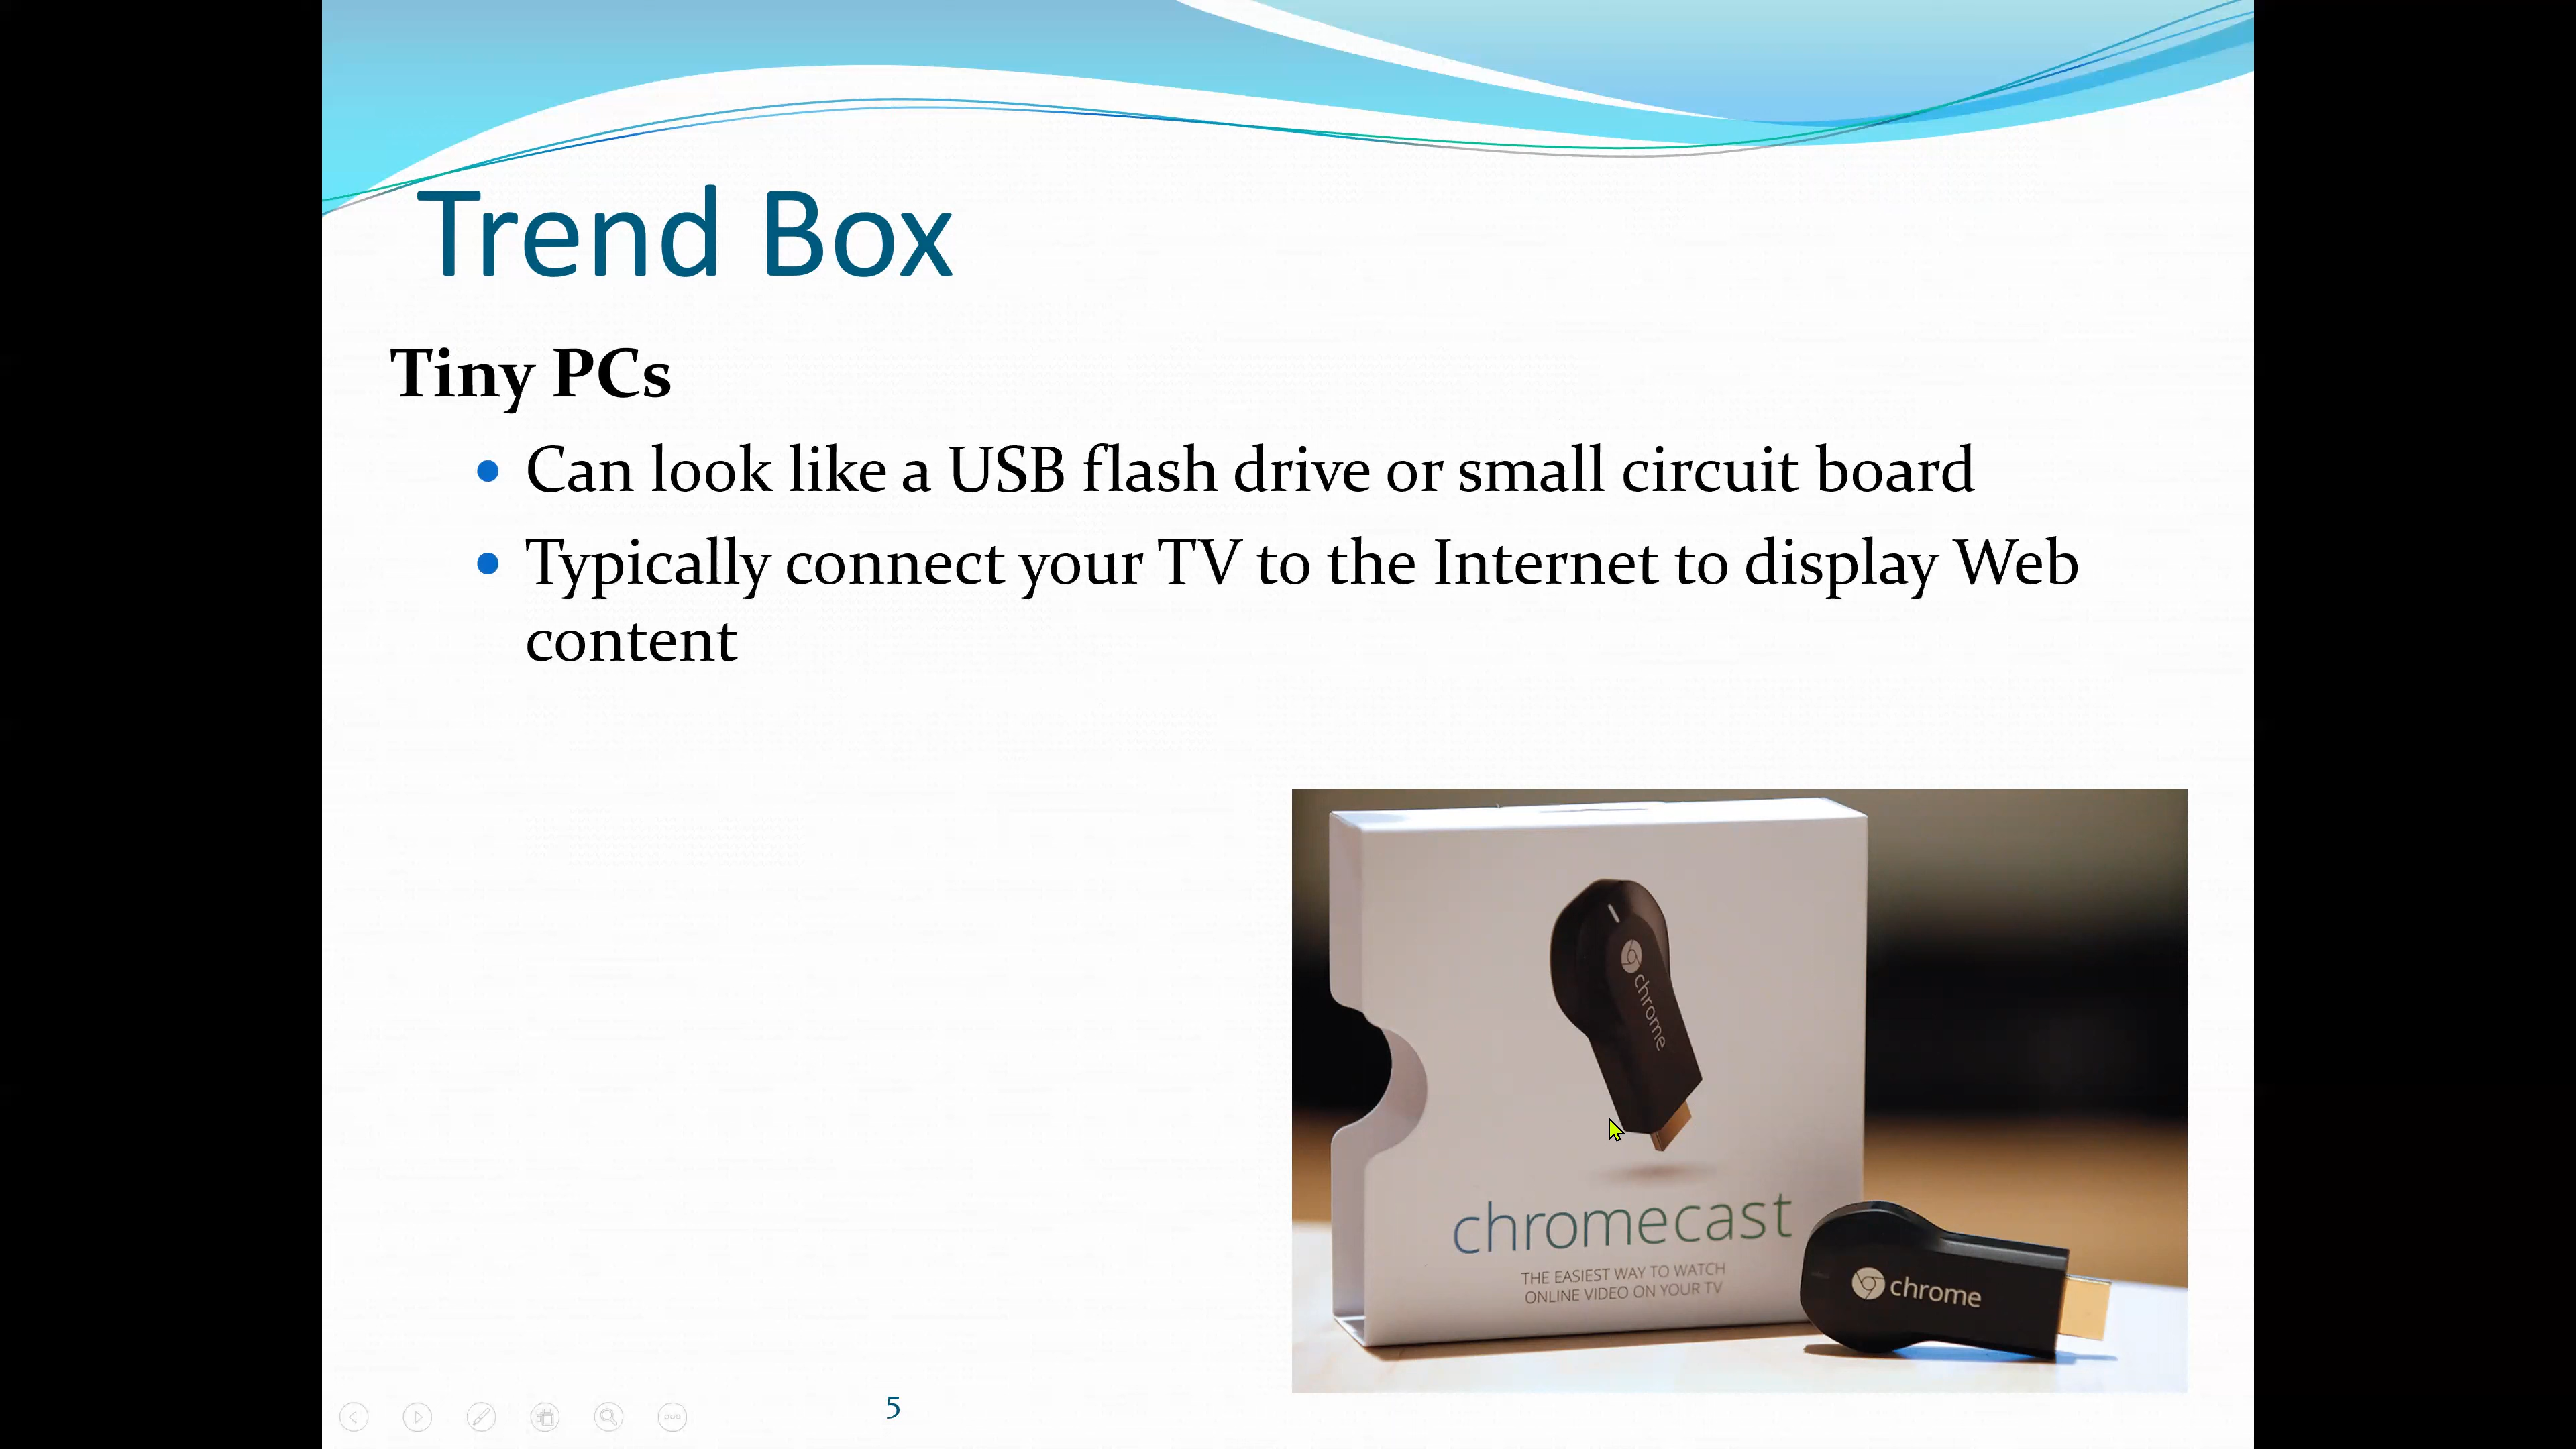 Trend Box
Tiny PCs
Can look like a USB flash drive or small circuit board
Typically connect your TV to the Internet to display Web
content
chrome
chromecast
THE EASIEST WAY TO WATCH
ONLINE VIDEO ON YOUR TV
chrome
5